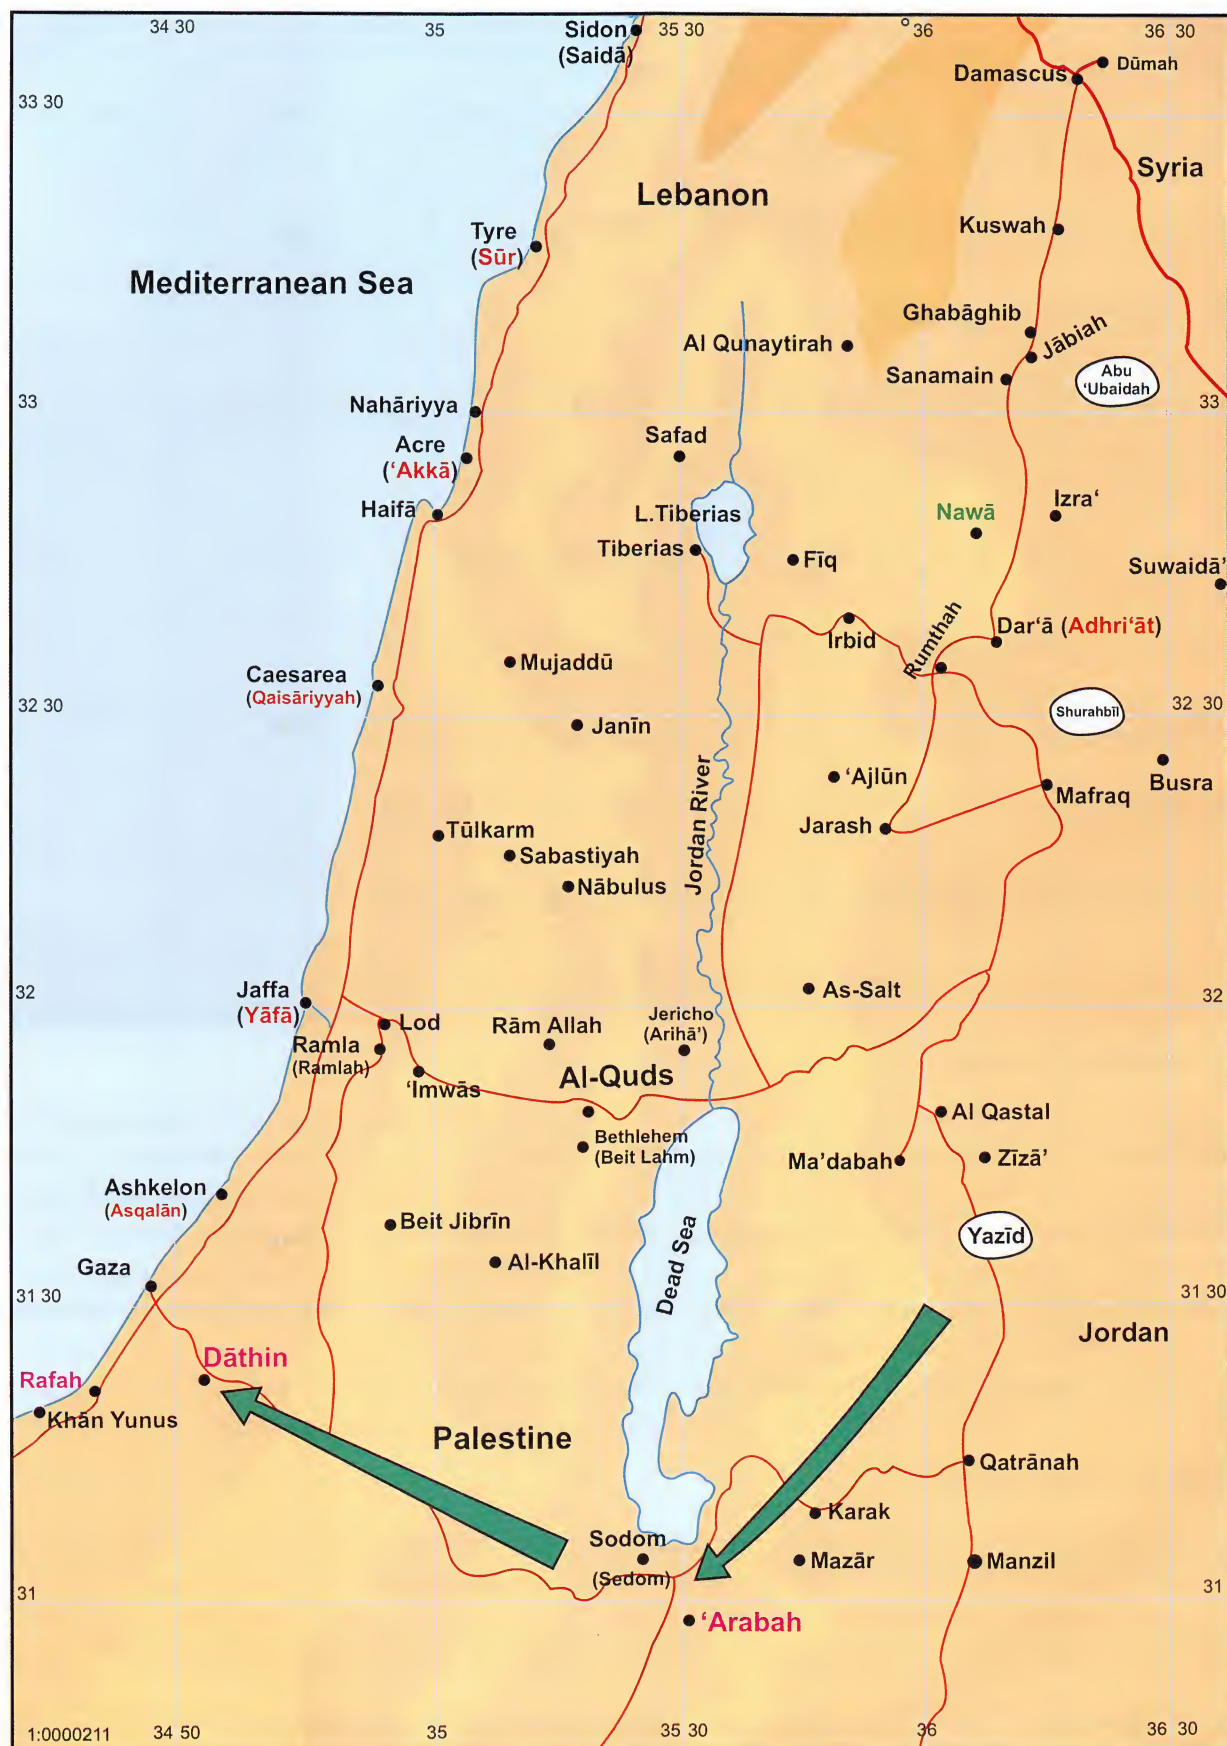 34 30
35
35 30
36
36 30
Sidon
(Saidā)
Damascus
Dūmah
33 30
Syria
Lebanon
Kuswah
Tyre
(Sūr)
Mediterranean Sea
Ghabāghib
Jābiah
Al Qunaytirah
Sanamain
Abu
‘Ubaidah
33
33
Nahāriyya
Safad
Acre
(‘Akkā)
Haifā
L.Tiberias
Nawā
Izra‘
Tiberias
Fīq
Suwaidā’
Rumthah
Dar‘ā (Adhri‘āt)
Irbid
Mujaddū
Caesarea
(Qaisāriyyah)
32 30
Shurahbīl
32 30
Janīn
Jordan River
‘Ajlūn
Busra
Mafraq
Jarash
Tūlkarm
Sabastiyah
Nābulus
32
32
Jaffa
(Yāfā)
As-Salt
Lod
Rām Allah
Jericho
(Arihā’)
Ramla
(Ramlah)
‘Imwās
Al-Quds
Al Qastal
Bethlehem
(Beit Lahm)
Ma’dabah
Zīzā’
Ashkelon
(Asqalān)
Beit Jibrīn
Yazīd
Al-Khalīl
Dead Sea
Gaza
31 30
31 30
Jordan
Dāthin
Rafah
Khān Yunus
Palestine
Qatrānah
Karak
Sodom
(Sedom)
Mazār
Manzil
31
31
‘Arabah
1:0000211
34 50
35
35 30
36
36 30